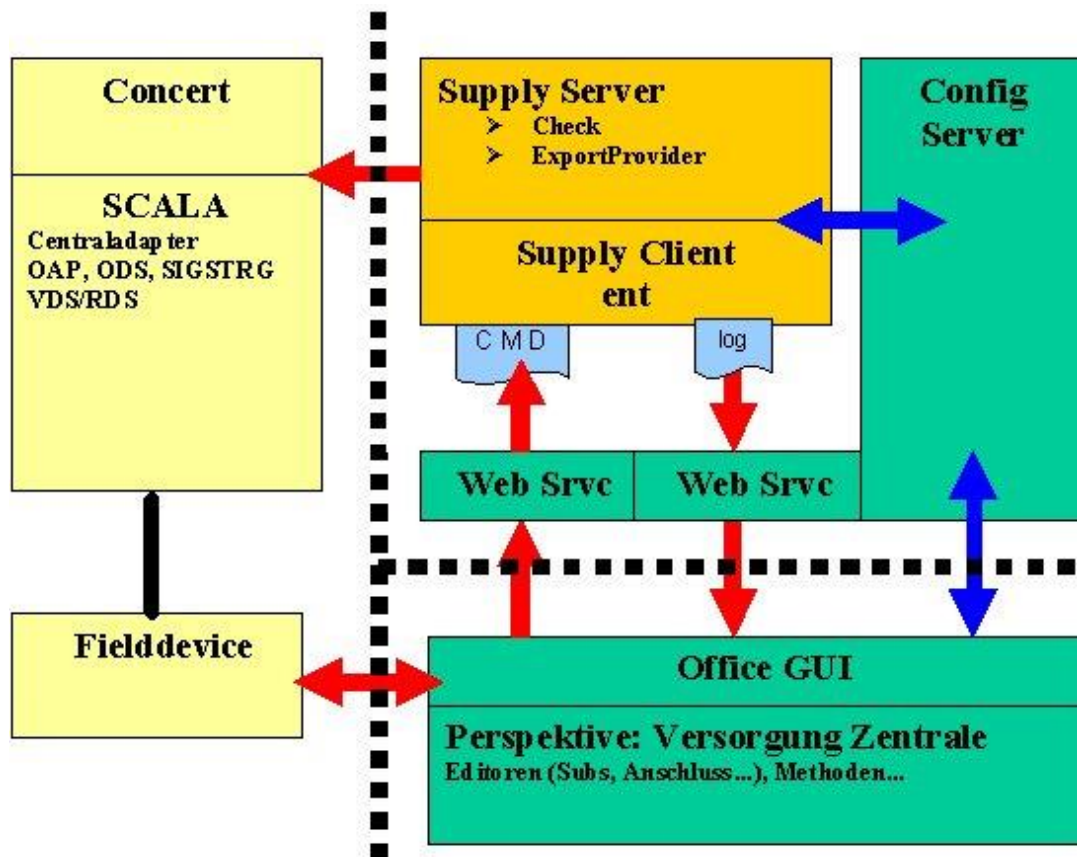 Concert
SCALA
Centraladapter
OAP, ODS, SIGSTRG
VDS/RDS
Fielddevice
Supply Server
Check
ExportProvider
Supply Client
ent
C M D
log
Config
Server
Web Srvc
Web Srvc
Office GUI
Perspektive: Versorgung Zentrale
Editoren (Subs, Anschluss...), Methoden...